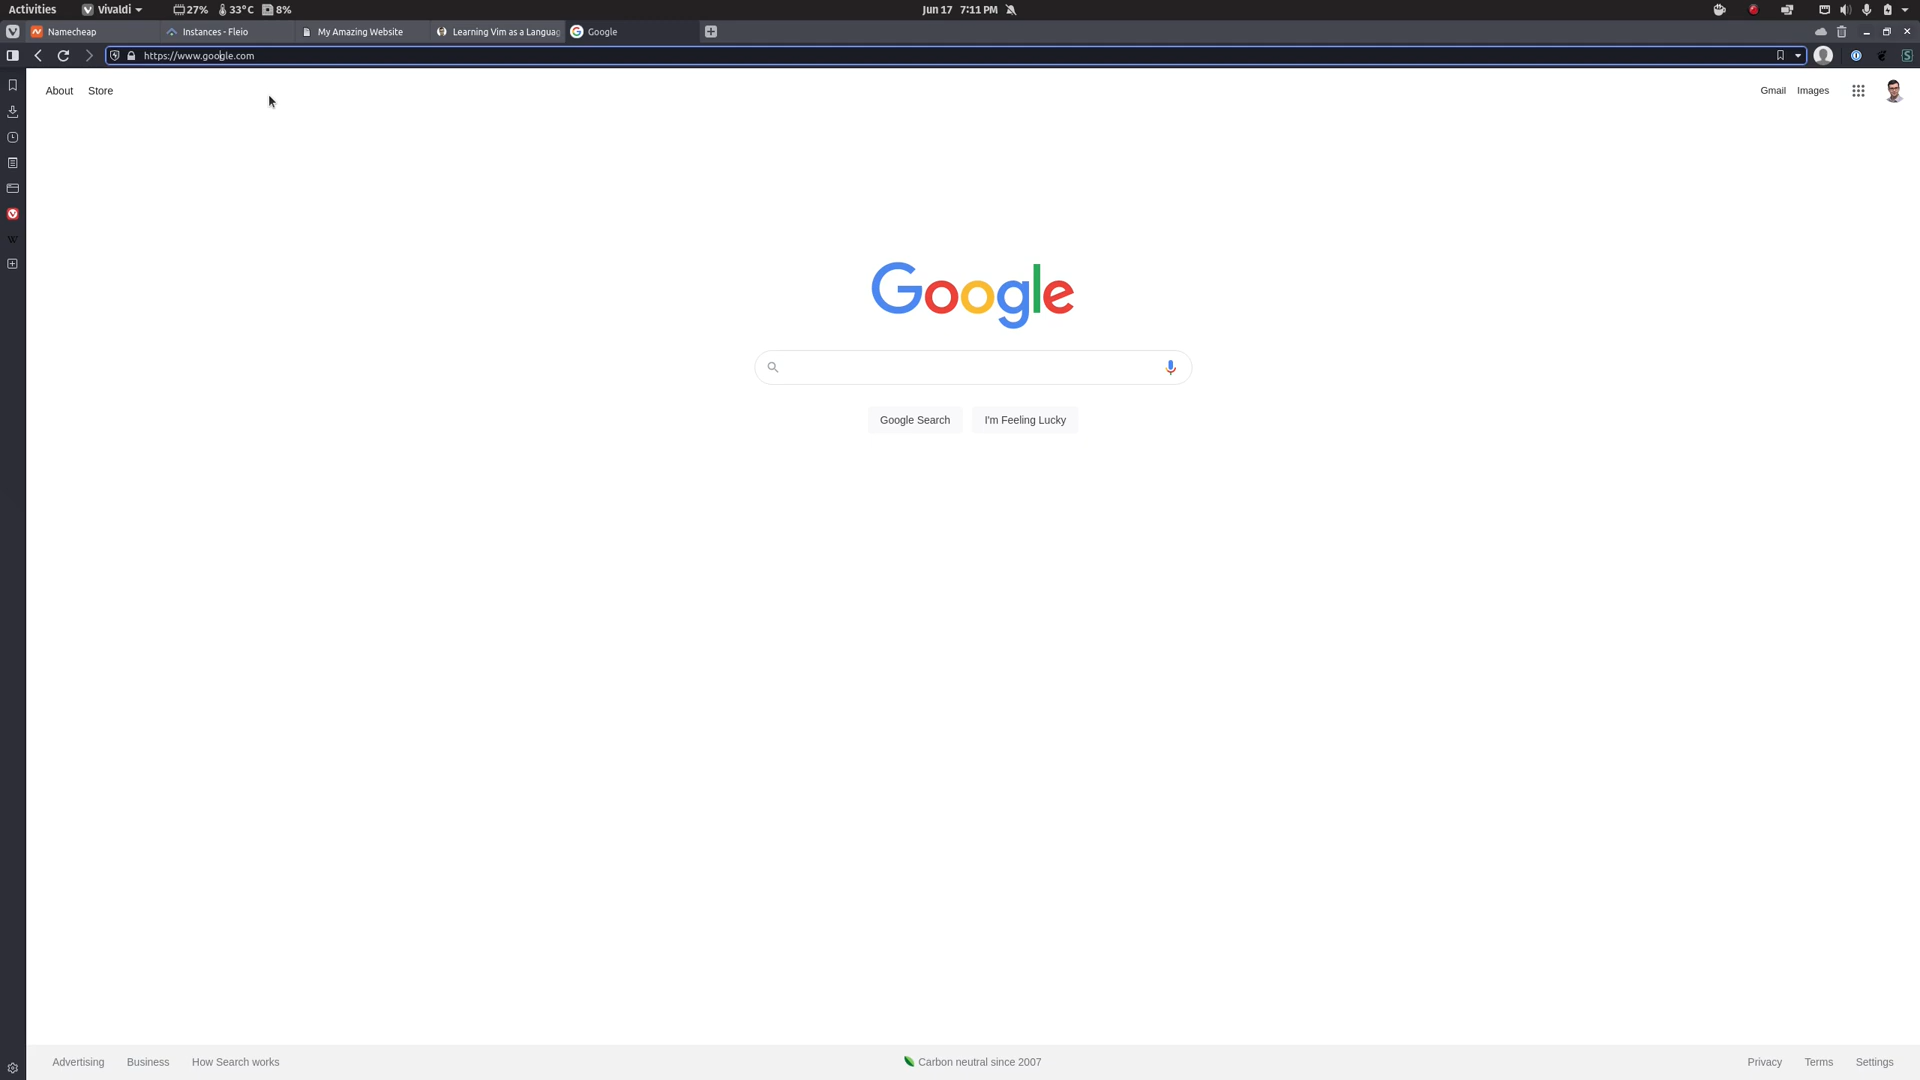 Activities Vivaldi 27% 33°C 8% Jun 17 7:11 PM
Namecheap Instances - Fleio My Amazing Website Learning Vim as a Languag Google
https://www.google.com
About Store Gmail Images
Google
Google Search I'm Feeling Lucky
Advertising Business How Search works Carbon neutral since 2007 Privacy Terms Settings